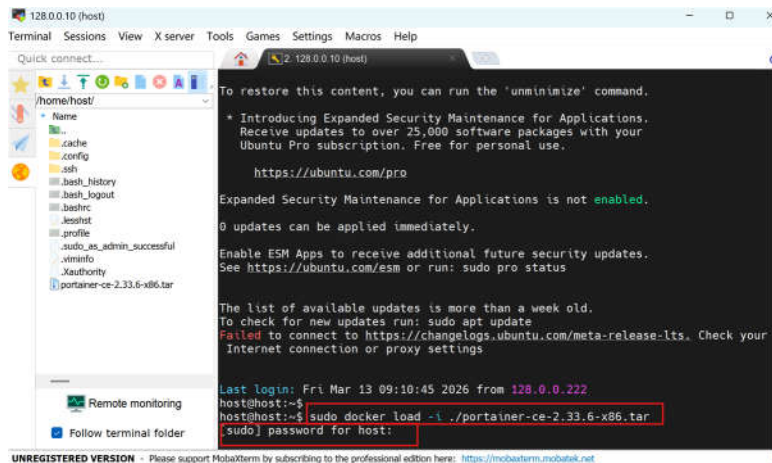 128.0.0.10 (host)
Terminal Sessions View X server Tools Games Settings Macros Help
Quick connect...
2. 128.0.0.10 (host)
/home/host/
Name
..
.cache
.config
.ssh
.bash_history
.bash_logout
.bashrc
.lesshst
.profile
.sudo_as_admin_successful
.viminfo
.Xauthority
portainer-ce-2.33.6-x86.tar
Remote monitoring
Follow terminal folder
To restore this content, you can run the 'unminimize' command.
* Introducing Expanded Security Maintenance for Applications.
Receive updates to over 25,000 software packages with your
Ubuntu Pro subscription. Free for personal use.
https://ubuntu.com/pro
Expanded Security Maintenance for Applications is not enabled.
0 updates can be applied immediately.
Enable ESM Apps to receive additional future security updates.
See https://ubuntu.com/esm or run: sudo pro status
The list of available updates is more than a week old.
To check for new updates run: sudo apt update
Failed to connect to https://changelogs.ubuntu.com/meta-release-lts. Check your
Internet connection or proxy settings
Last login: Fri Mar 13 09:10:45 2026 from 128.0.0.222
host@host:~$
host@host:~$ sudo docker load -i ./portainer-ce-2.33.6-x86.tar
[sudo] password for host:
UNREGISTERED VERSION - Please support MobaXterm by subscribing to the professional edition here: https://mobaxterm.mobatek.net